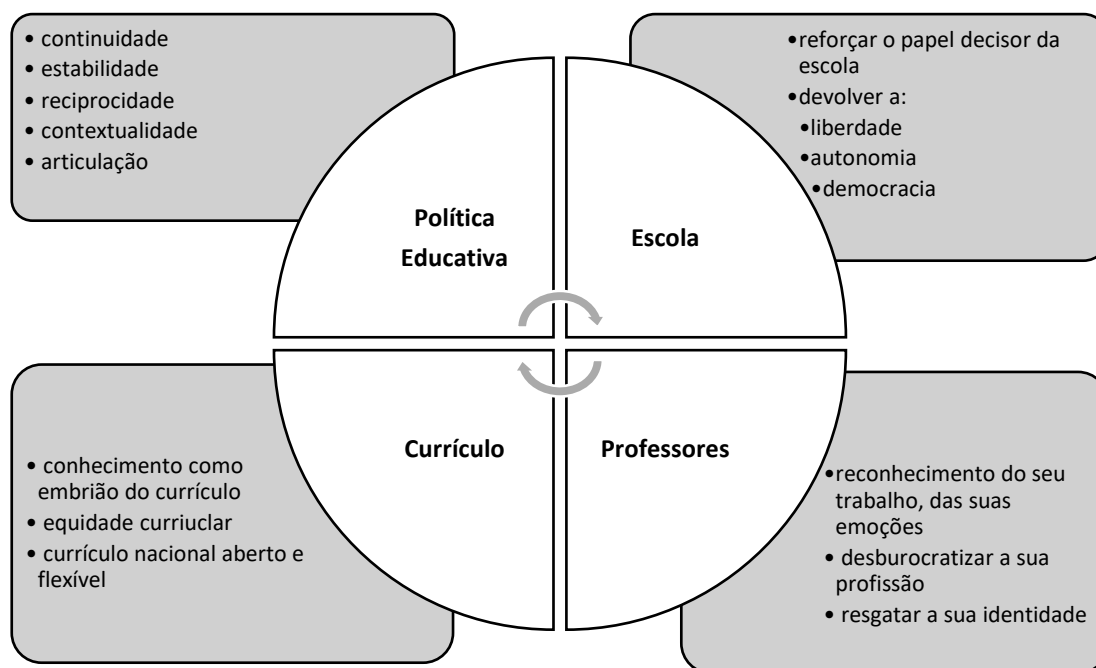 • continuidade
• estabilidade
• reciprocidade
• contextualidade
• articulação
•reforçar o papel decisor da
escola
•devolver a:
•liberdade
•autonomia
•democracia
Política
Educativa
Escola
Currículo
Professores
• conhecimento como
embrião do currículo
• equidade curriuclar
• currículo nacional aberto e
flexível
•reconhecimento do seu
trabalho, das suas
emoções
• desburocratizar a sua
profissão
• resgatar a sua identidade